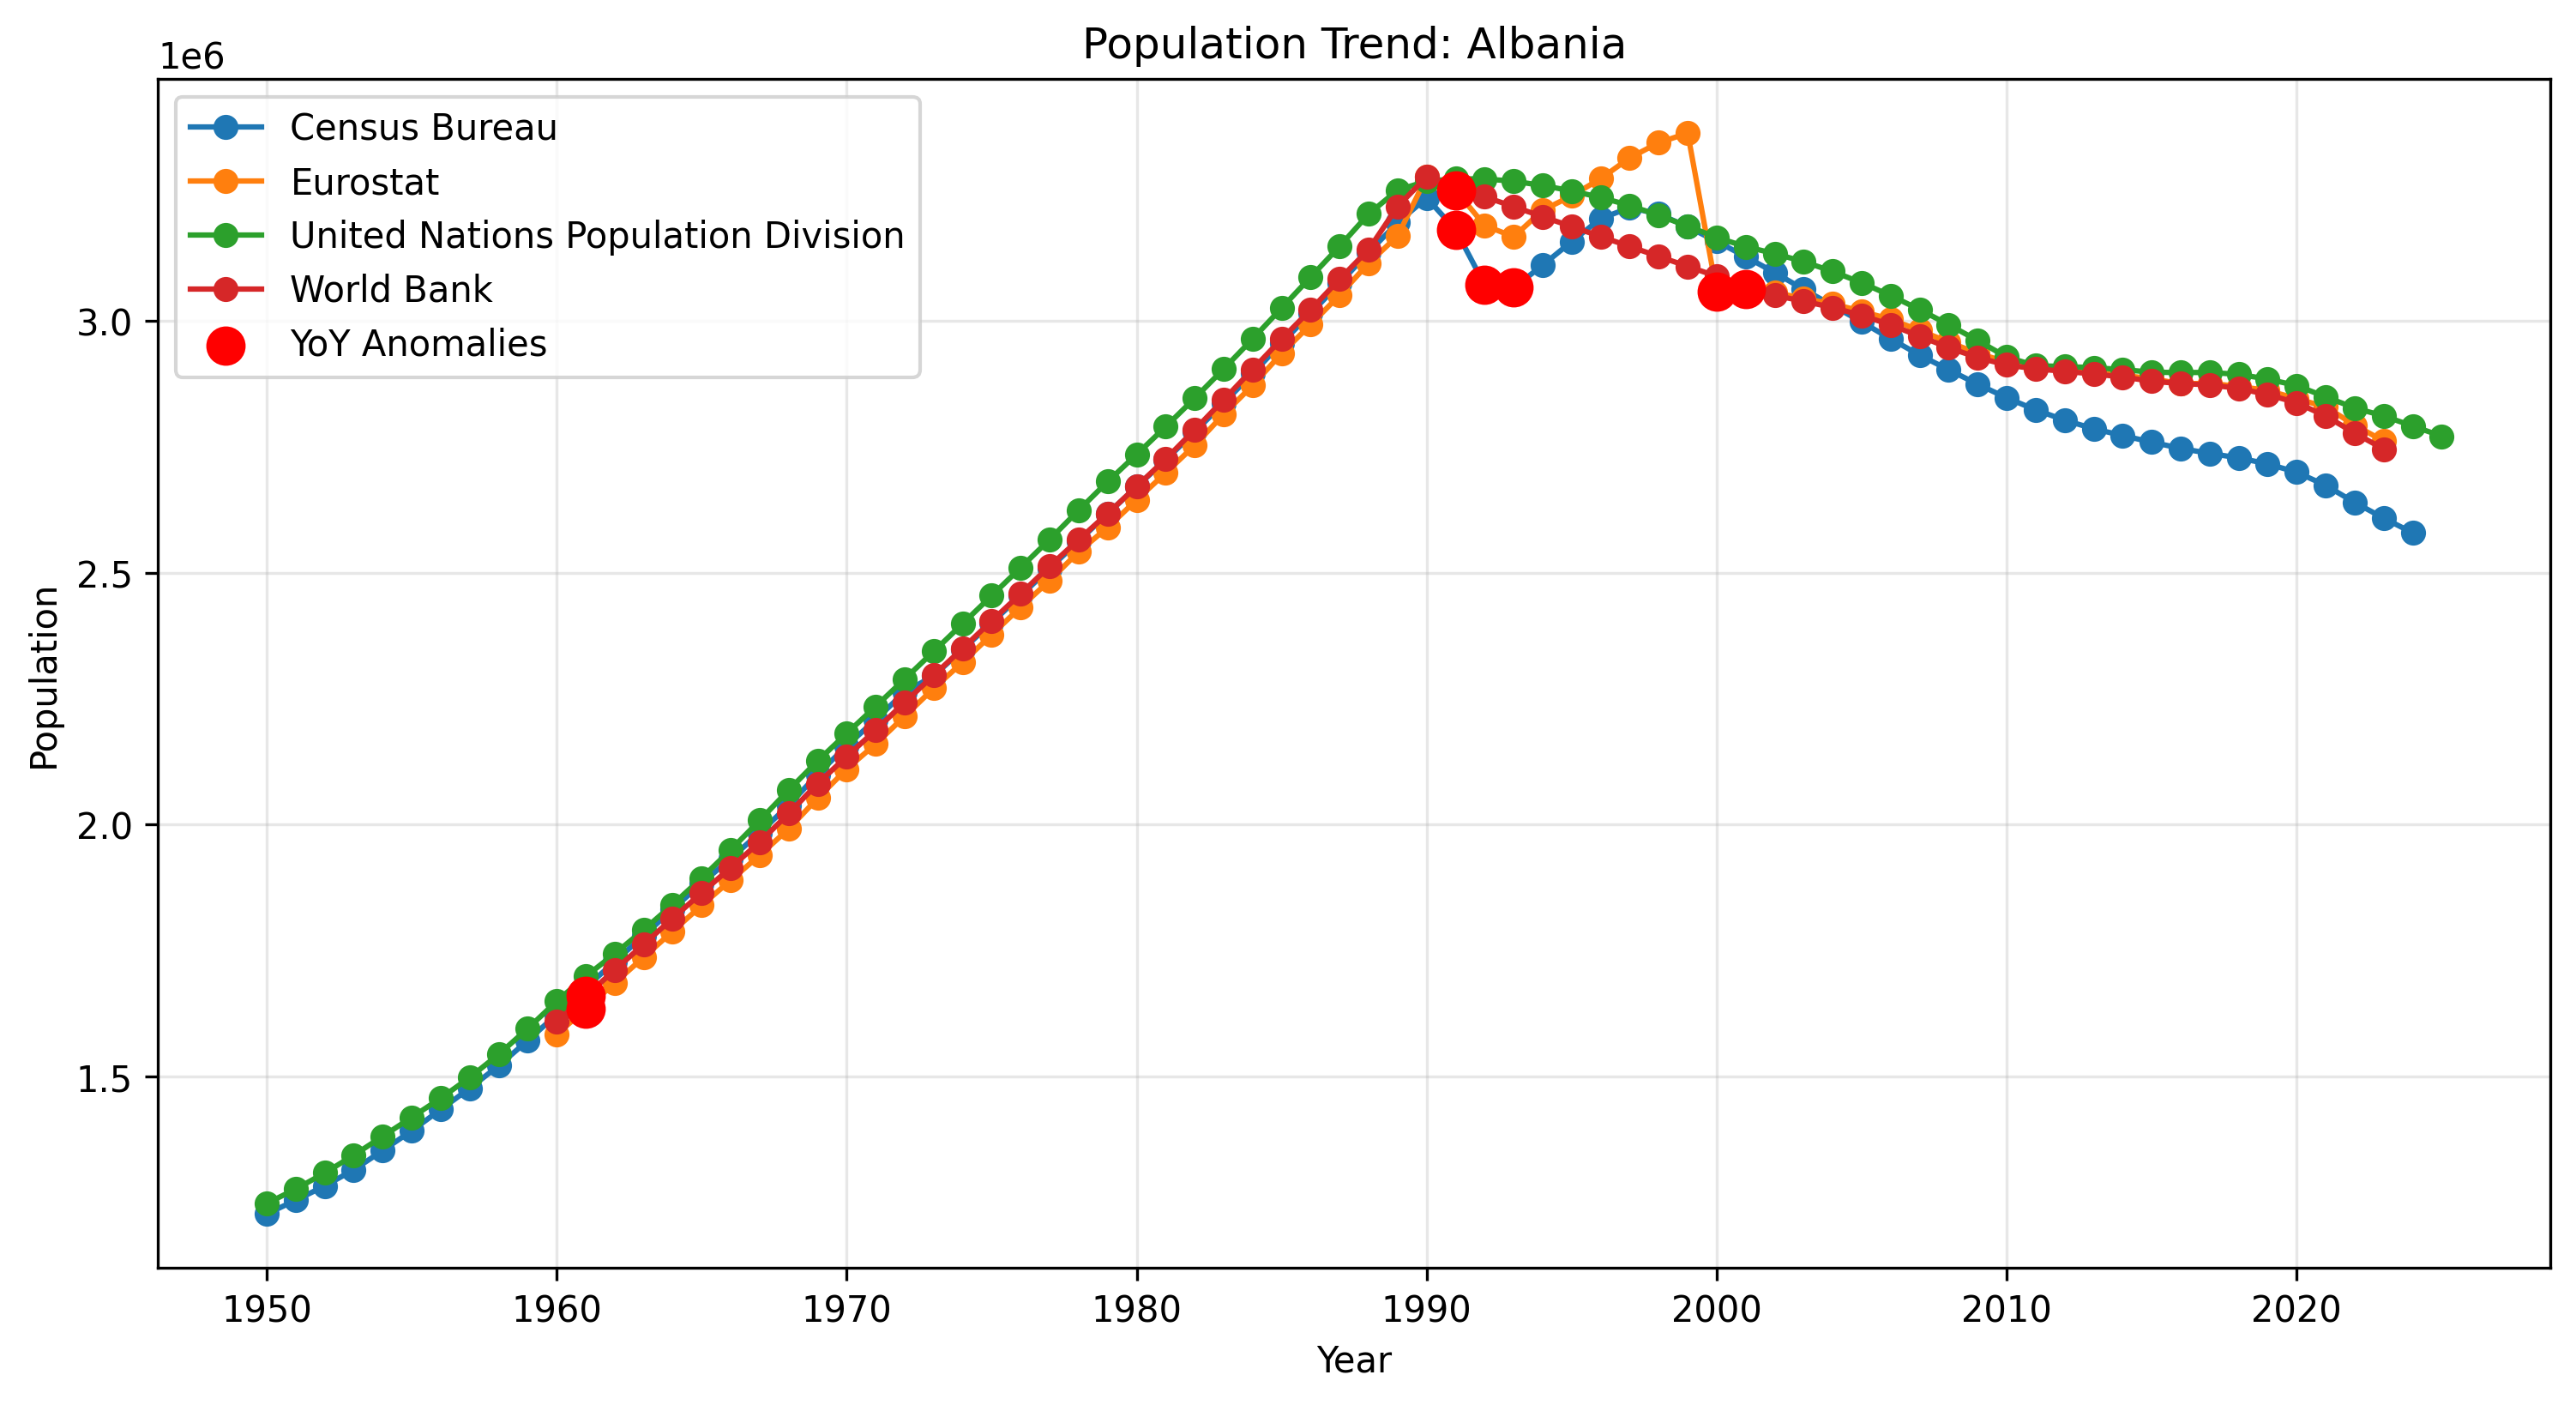 Population Trend: Albania
1e6
Census Bureau
Eurostat
United Nations Population Division
World Bank
YoY Anomalies
3.0
2.5
2.0
1.5
Population
1950 1960 1970 1980 1990 2000 2010 2020
Year